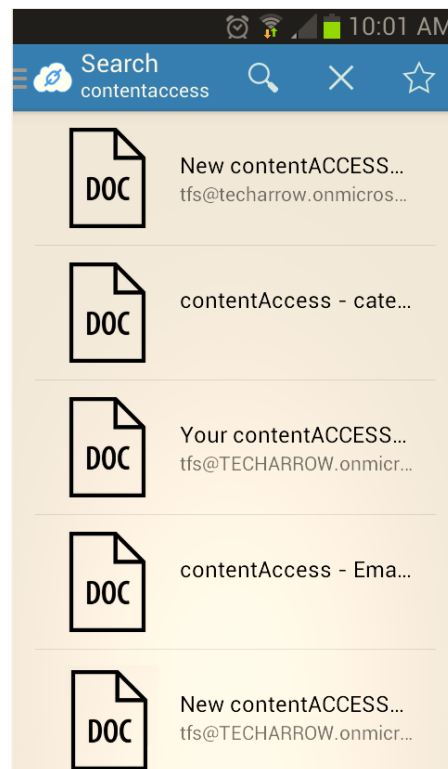 10:01 AM
Search
contentaccess
DOC
New contentACCESS...
tfs@techarrow.onmicros...
DOC
contentAccess - cate...
DOC
Your contentACCESS...
tfs@TECHARROW.onmicr...
DOC
contentAccess - Ema...
DOC
New contentACCESS...
tfs@TECHARROW.onmicr...